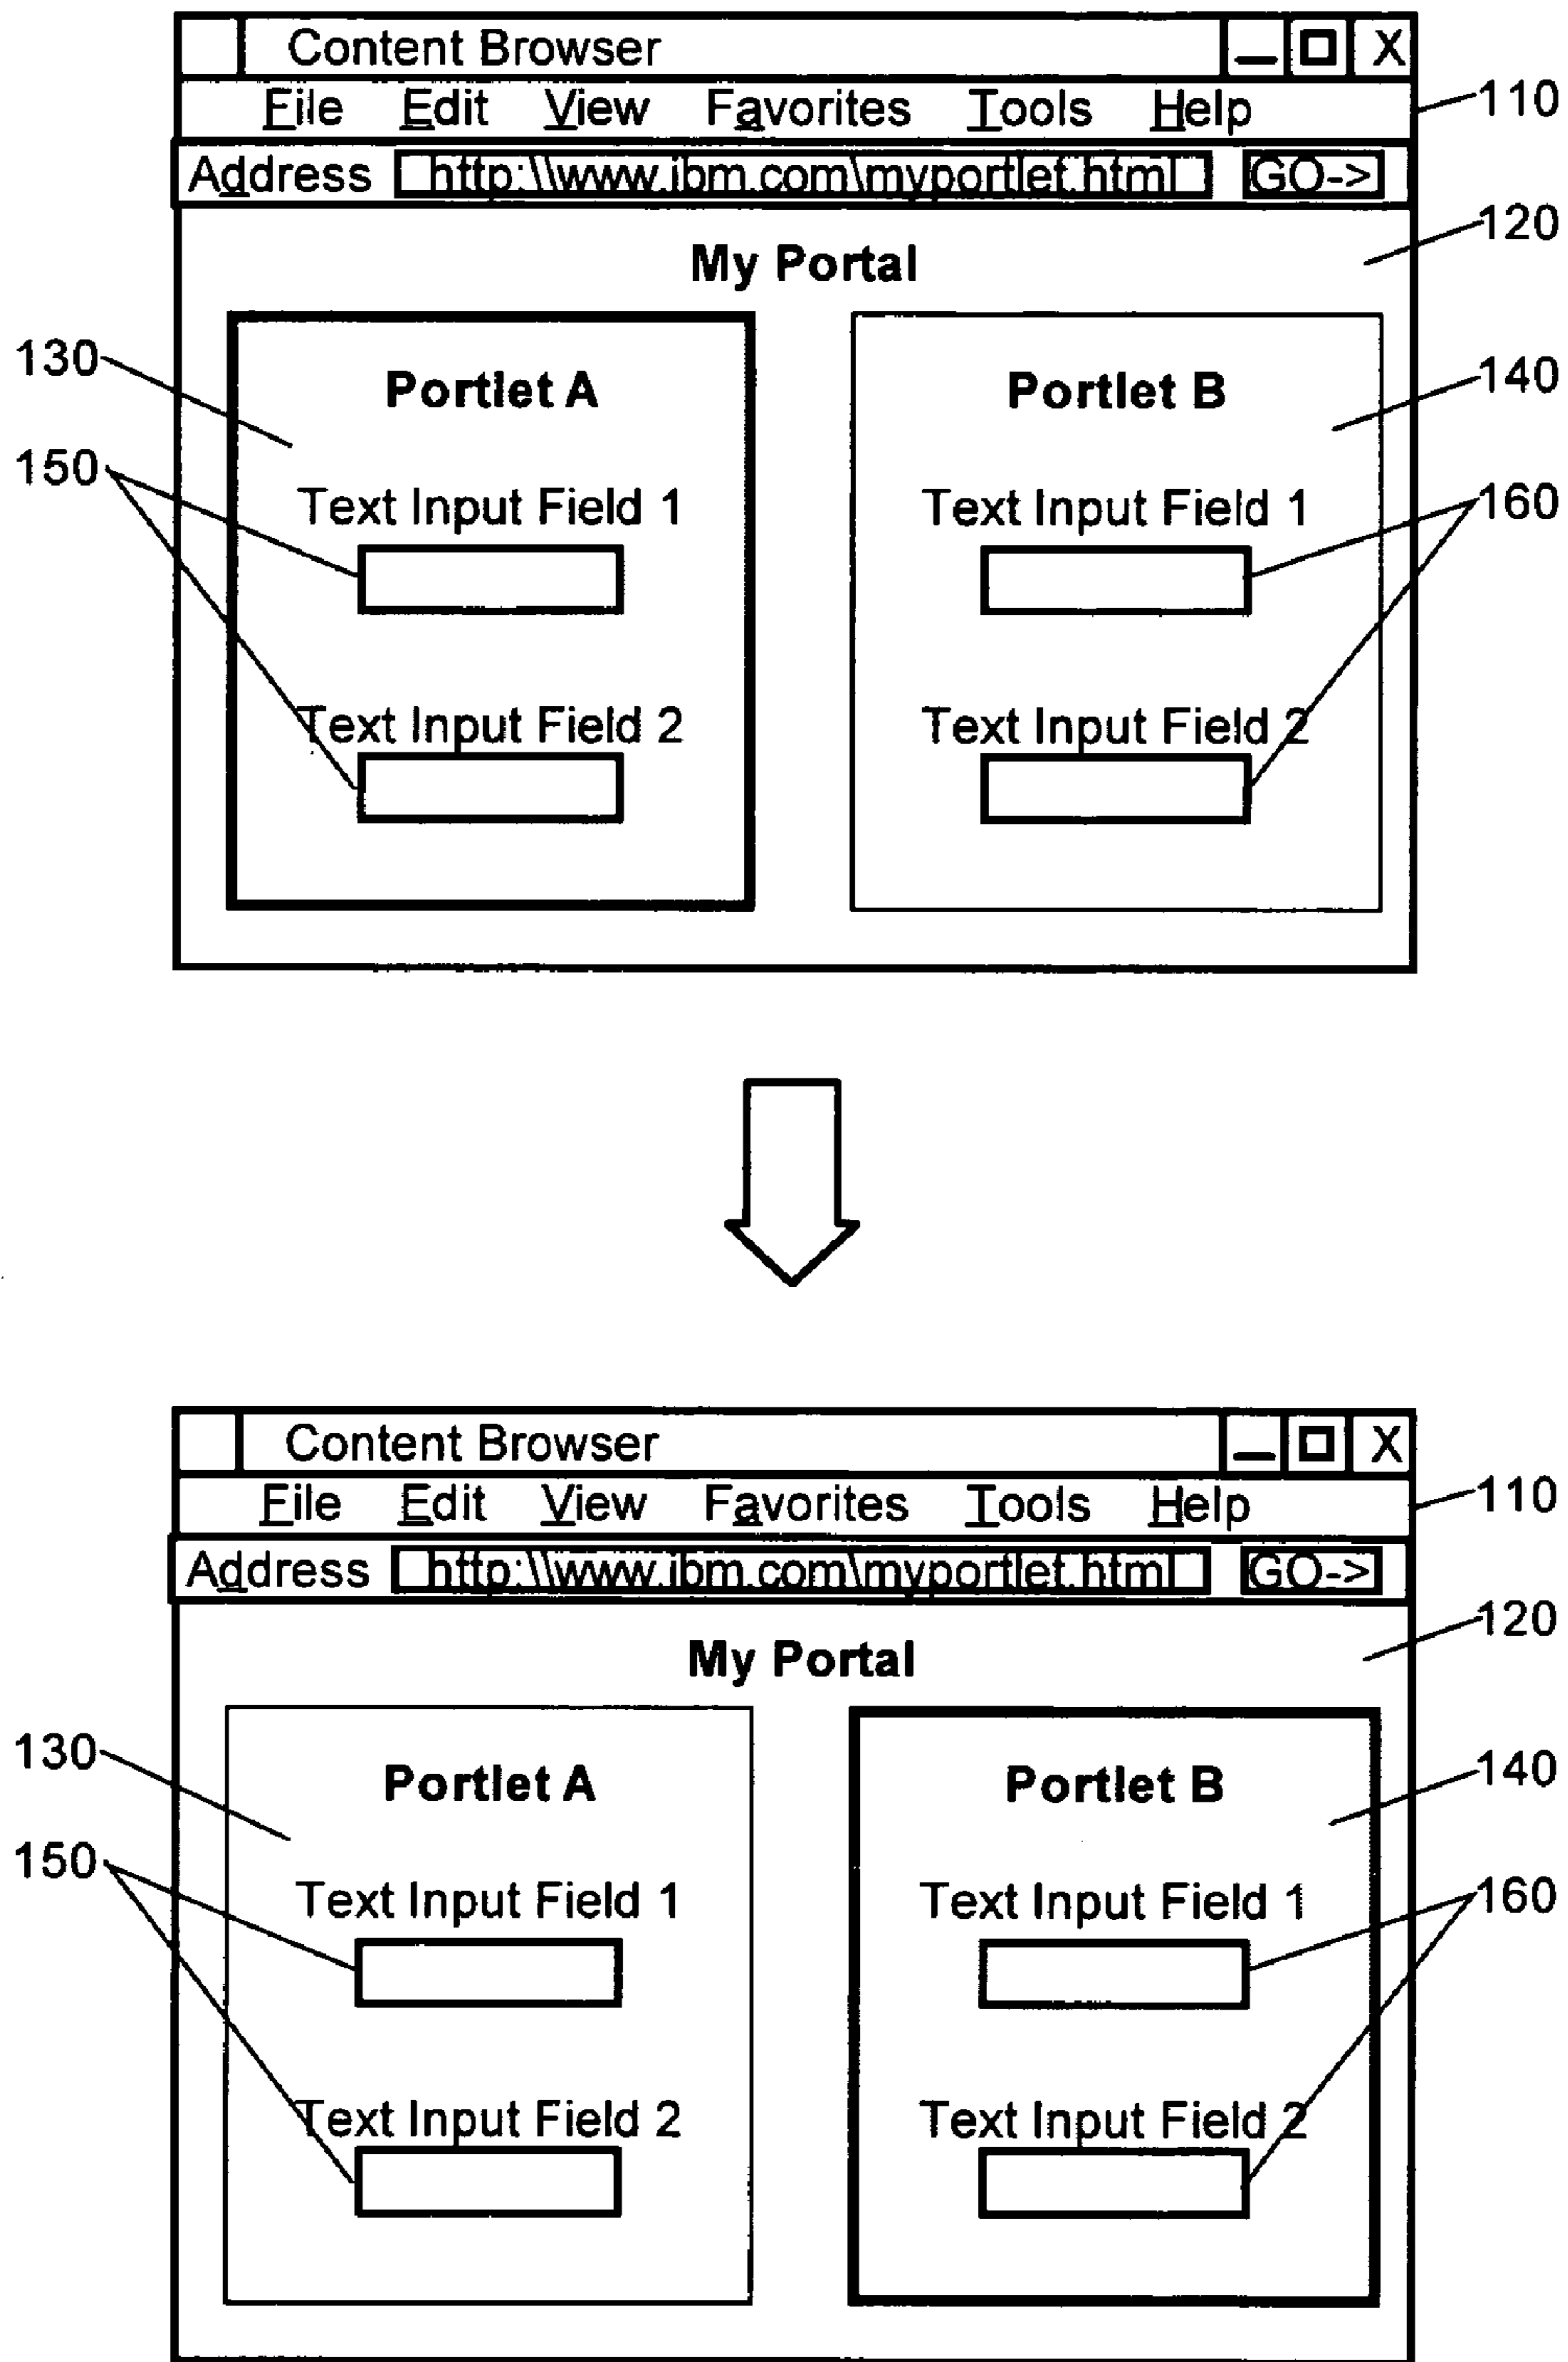 Content Browser X
File Edit View Favorites Tools Help 110
Address http:\\www.ibm.com\myportlet.html GO->
120
My Portal
130 Portlet A Portlet B 140
150 Text Input Field 1 Text Input Field 1 160
Text Input Field 2 Text Input Field 2
Content Browser X
File Edit View Favorites Tools Help 110
Address http:\\www.ibm.com\myportlet.html GO->
120
My Portal
130 Portlet A Portlet B 140
150 Text Input Field 1 Text Input Field 1 160
Text Input Field 2 Text Input Field 2